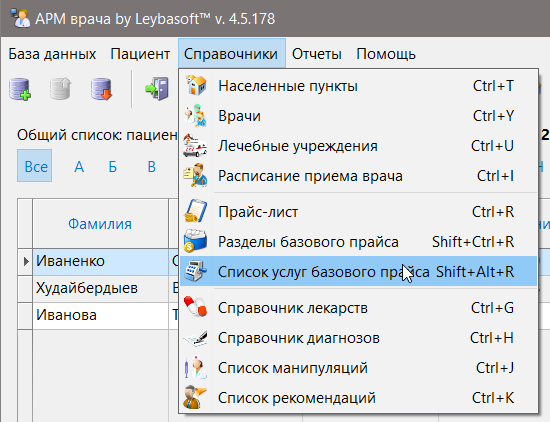 АРМ врача by Leybasoft™ v. 4.5.178
База данных Пациент Справочники Отчеты Помощь
Населенные пункты Ctrl+T
Врачи Ctrl+Y
Общий список: пациен
Лечебные учреждения Ctrl+U
Все А Б В
Расписание приема врача Ctrl+I
Прайс-лист Ctrl+R
Фамилия
Разделы базового прайса Shift+Ctrl+R
Иваненко
Список услуг базового прайса Shift+Alt+R
Худайбердыев
Справочник лекарств Ctrl+G
Иванова
Справочник диагнозов Ctrl+H
Список манипуляций Ctrl+J
Список рекомендаций Ctrl+K